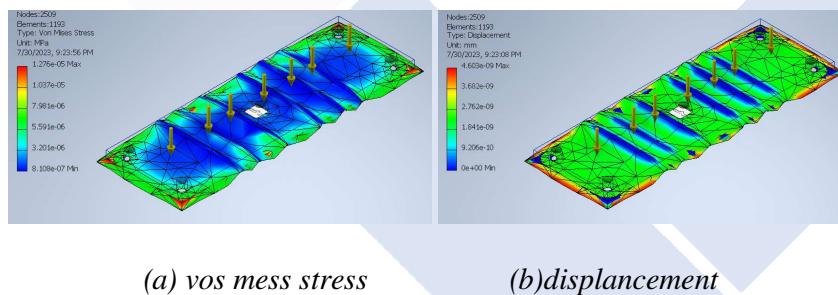 Nodes:2509
Elements:1193
Type: Von Mises Stress
Unit: MPa
7/30/2023, 9:23:56 PM
1.276e-05 Max
1.037e-05
7.981e-06
5.591e-06
3.201e-06
8.108e-07 Min
Nodes:2509
Elements:1193
Type: Displacement
Unit: mm
7/30/2023, 9:23:08 PM
4.603e-09 Max
3.682e-09
2.762e-09
1.841e-09
9.206e-10
0e+00 Min
(a) vos mess stress
(b)displancement